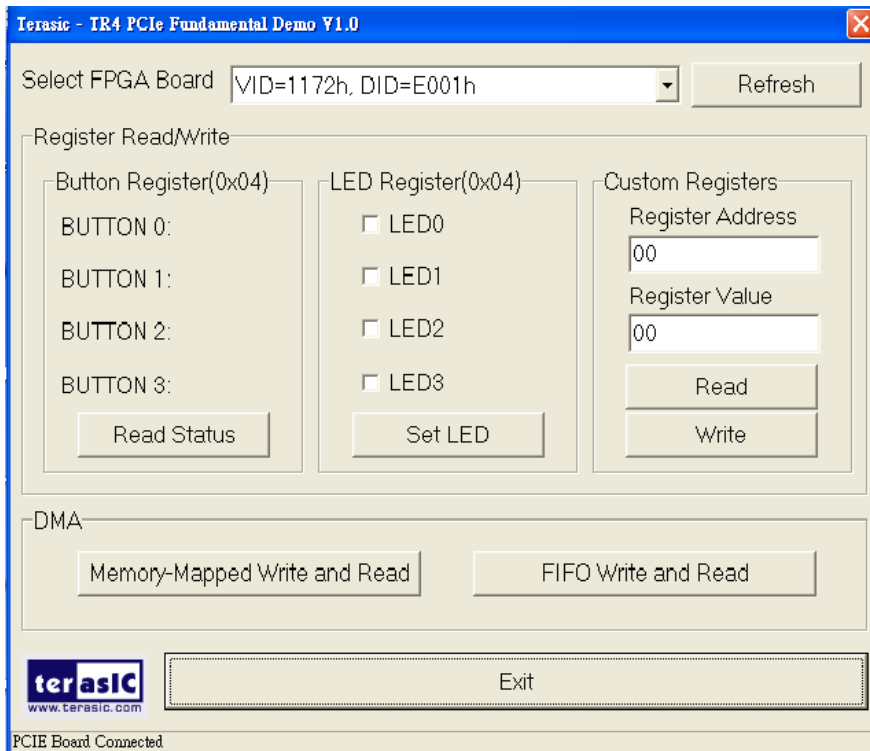 Terasic - TR4 PCIe Fundamental Demo V1.0
Select FPGA Board
VID=1172h, DID=E001h
Refresh
Register Read/Write
Button Register(0x04)
BUTTON 0:
BUTTON 1:
BUTTON 2:
BUTTON 3:
Read Status
LED Register(0x04)
LED0
LED1
LED2
LED3
Set LED
Custom Registers
Register Address
00
Register Value
00
Read
Write
DMA
Memory-Mapped Write and Read
FIFO Write and Read
terasIC
www.terasic.com
Exit
PCIE Board Connected